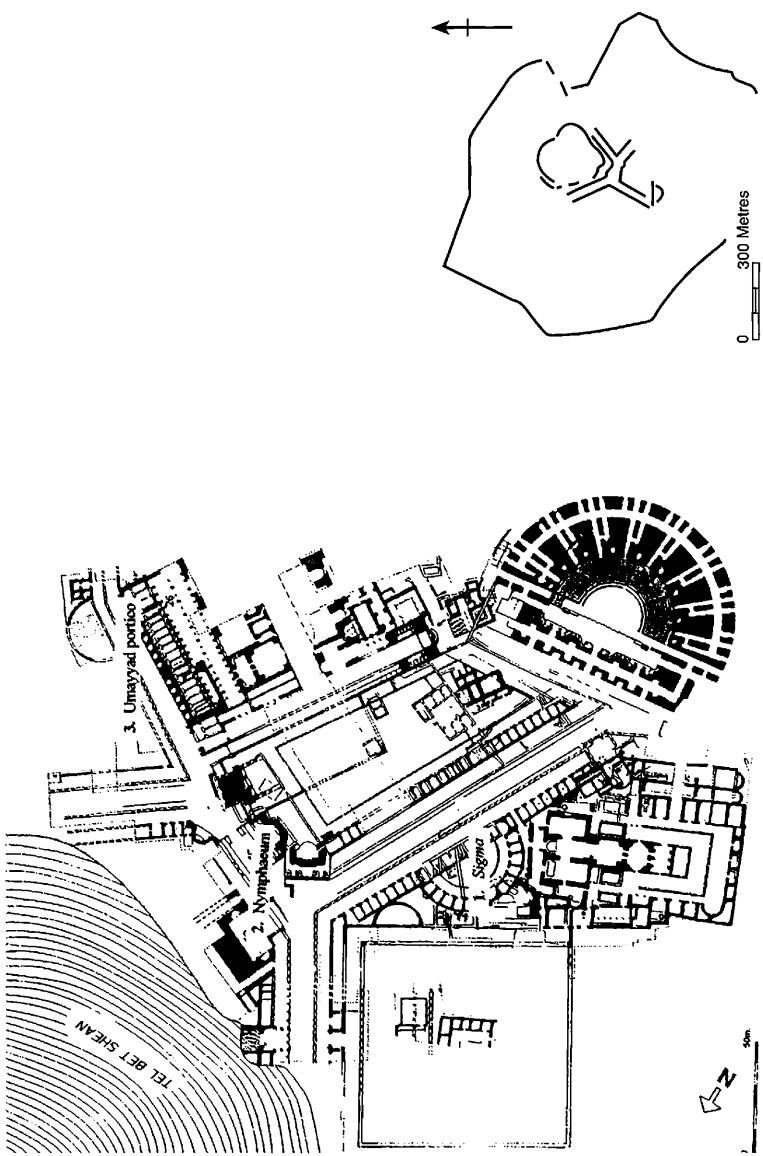 0 300 Metres
3. Umayyad portico
2. Nymphaeum
1. Sigma
TEL BET SHEAN
N
50m.